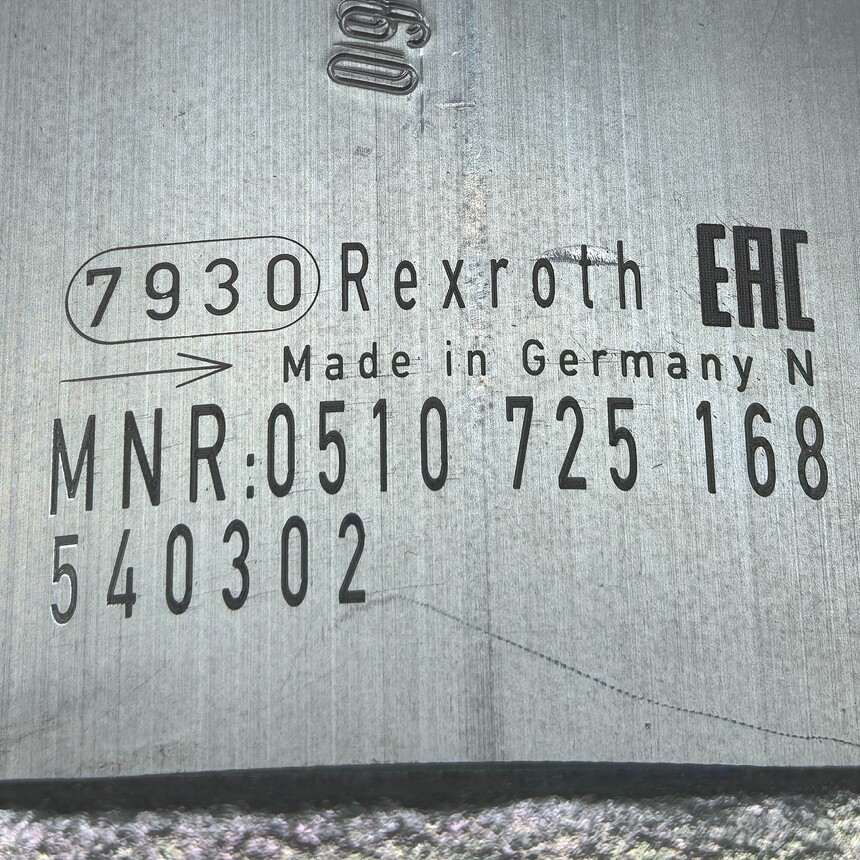 7930 Rexroth EAC
Made in Germany N
MNR:0510 725 168
540302